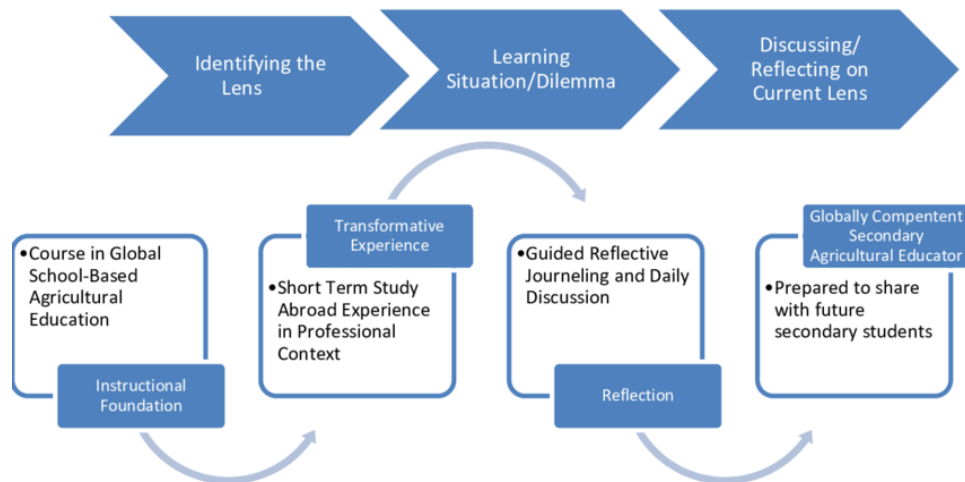 Identifying the
Lens
Learning
Situation/Dilemma
Discussing/
Reflecting on
Current Lens
•Course in Global
School-Based
Agricultural
Education
Instructional
Foundation
Transformative
Experience
•Short Term Study
Abroad Experience
in Professional
Context
•Guided Reflective
Journeling and Daily
Discussion
Reflection
Globally Compentent
Secondary
Agricultural Educator
•Prepared to share
with future
secondary students